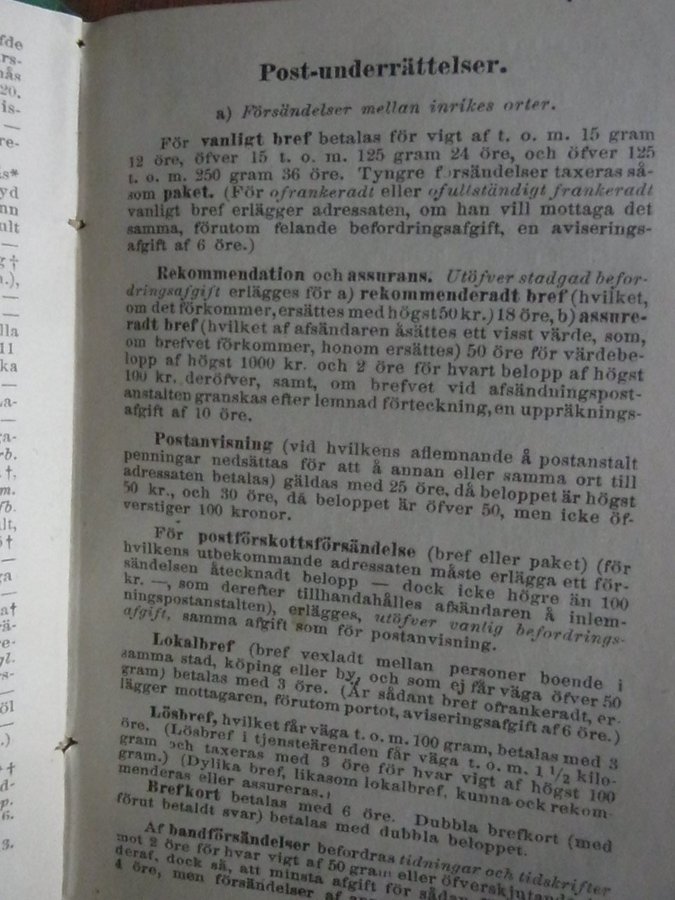 Post-underrättelser.
a) Försändelser mellan inrikes orter.
För vanligt bref betalas för vigt af t. o. m. 15 gram
12 öre, öfver 15 t. o. m. 125 gram 24 öre, och öfver 125
t. o. m. 250 gram 36 öre. Tyngre försändelser taxeras så-
som paket. (För ofrankeradt eller ofullständigt frankeradt
vanligt bref erlägger adressaten, om han vill mottaga det
samma, förutom felande befordringsafgift, en aviserings-
afgift af 6 öre.)
Rekommendation och assurans. Utöfver stadgad befor-
dringsafgift erlägges för a) rekommenderadt bref (hvilket,
om det förkommer, ersättes med högst 50 kr.) 18 öre, b) assure-
radt bref (hvilket af afsändaren åsättes ett visst värde, som,
om brefvet förkommer, honom ersättes) 50 öre för värdebe-
lopp af högst 1000 kr. och 2 öre för hvart belopp af högst
100 kr. deröfver, samt, om brefvet vid afsändningspost-
anstalten granskas efter lemnad förteckning, en uppräknings-
afgift af 10 öre.
Postanvisning (vid hvilkens aflemnande å postanstalt
penningar nedsättas för att å annan eller samma ort till
adressaten betalas) gäldas med 25 öre, då beloppet är högst
50 kr., och 30 öre, då beloppet är öfver 50, men icke öf-
verstiger 100 kronor.
För postförskottsförsändelse (bref eller paket) (för
hvilkens utbekommande adressaten måste erlägga ett för-
sändelsen åtecknadt belopp — dock icke högre än 100
kr. —, som derefter tillhandahålles afsändaren å inlem-
ningspostanstalten), erlägges, utöfver vanlig befordrings-
afgift, samma afgift som för postanvisning.
Lokalbref (bref vexladt mellan personer boende i
samma stad, köping eller by, och som ej får väga öfver 50
gram) betalas med 3 öre. (Är sådant bref ofrankeradt, er-
lägger mottagaren, förutom portot, aviseringsafgift af 6 öre.)
Lösbref, hvilket får väga t. o. m. 100 gram, betalas med 3
öre. (Lösbref i tjensteärenden får väga t. o. m. 1 1/2 kilo-
gram och taxeras med 3 öre för hvar vigt af högst 100
gram.) (Dylika bref, likasom lokalbref, kunna ock rekom-
menderas eller assureras.)
Brefkort betalas med 6 öre. Dubbla brefkort (med
förut betaldt svar) betalas med dubbla beloppet.
Af bandförsändelser befordras tidningar och tidskrifter
mot 2 öre för hvar vigt af 50 gram eller öfverskjutande
deraf, dock så, att minsta afgift för
4 öre, men försändelser af